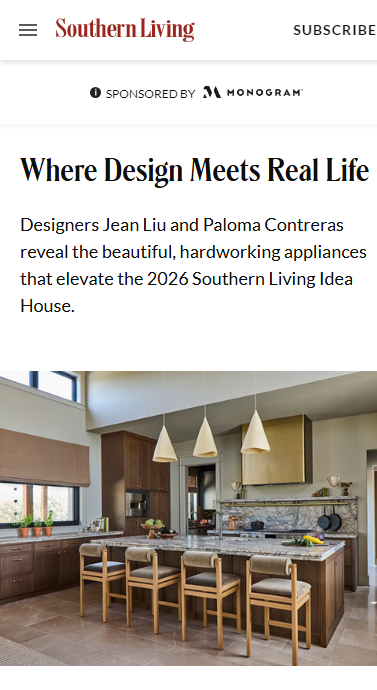 Southern Living
SUBSCRIBE
SPONSORED BY MONOGRAM
Where Design Meets Real Life
Designers Jean Liu and Paloma Contreras
reveal the beautiful, hardworking appliances
that elevate the 2026 Southern Living Idea
House.